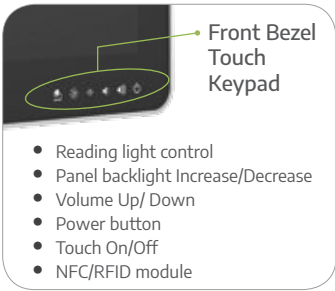 Front Bezel
Touch
Keypad
Reading light control
Panel backlight Increase/Decrease
Volume Up/ Down
Power button
Touch On/Off
NFC/RFID module